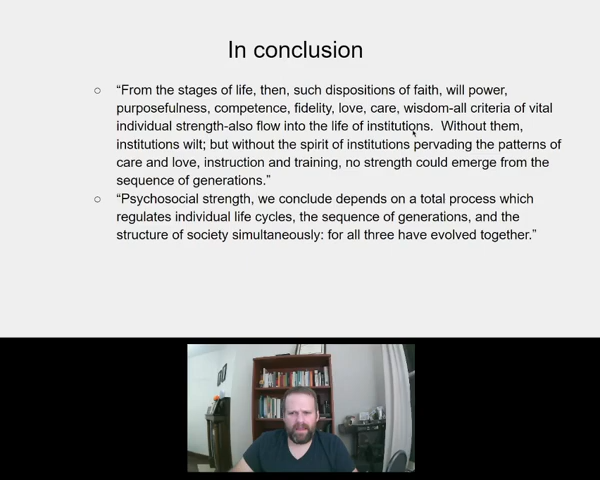 In conclusion
“From the stages of life, then, such dispositions of faith, will power,
purposefulness, competence, fidelity, love, care, wisdom-all criteria of vital
individual strength-also flow into the life of institutions.  Without them,
institutions wilt; but without the spirit of institutions pervading the patterns of
care and love, instruction and training, no strength could emerge from the
sequence of generations.”
“Psychosocial strength, we conclude depends on a total process which
regulates individual life cycles, the sequence of generations, and the
structure of society simultaneously: for all three have evolved together.”